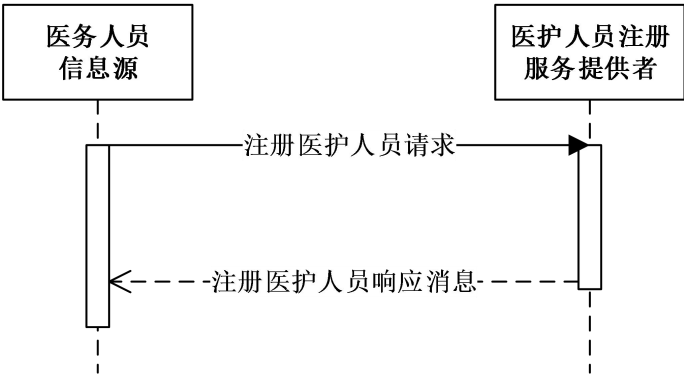 医务人员
信息源
医护人员注册
服务提供者
注册医护人员请求
注册医护人员响应消息